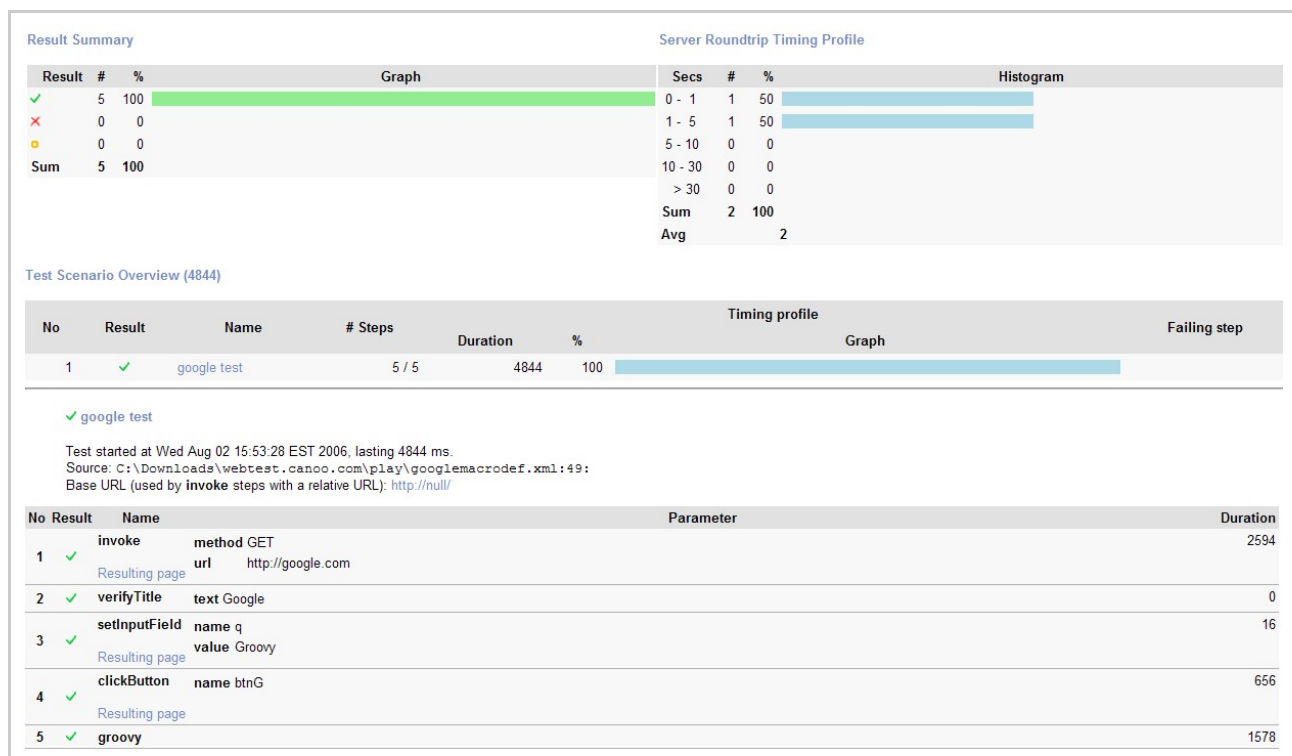 Result Summary
Result # % Graph
5 100
0 0
0 0
Sum 5 100
Server Roundtrip Timing Profile
Secs # % Histogram
0 - 1 1 50
1 - 5 1 50
5 - 10 0 0
10 - 30 0 0
> 30 0 0
Sum 2 100
Avg 2
Test Scenario Overview (4844)
No Result Name # Steps Timing profile Failing step
Duration % Graph
1 google test 5 / 5 4844 100
google test
Test started at Wed Aug 02 15:53:28 EST 2006, lasting 4844 ms.
Source: C:\Downloads\webtest.canoo.com\play\googlemacrodef.xml:49:
Base URL (used by invoke steps with a relative URL): http://null/
No Result Name Parameter Duration
1 invoke method GET 2594
url http://google.com
Resulting page
2 verifyTitle text Google 0
3 setInputField name q 16
value Groovy
Resulting page
4 clickButton name btnG 656
Resulting page
5 groovy 1578